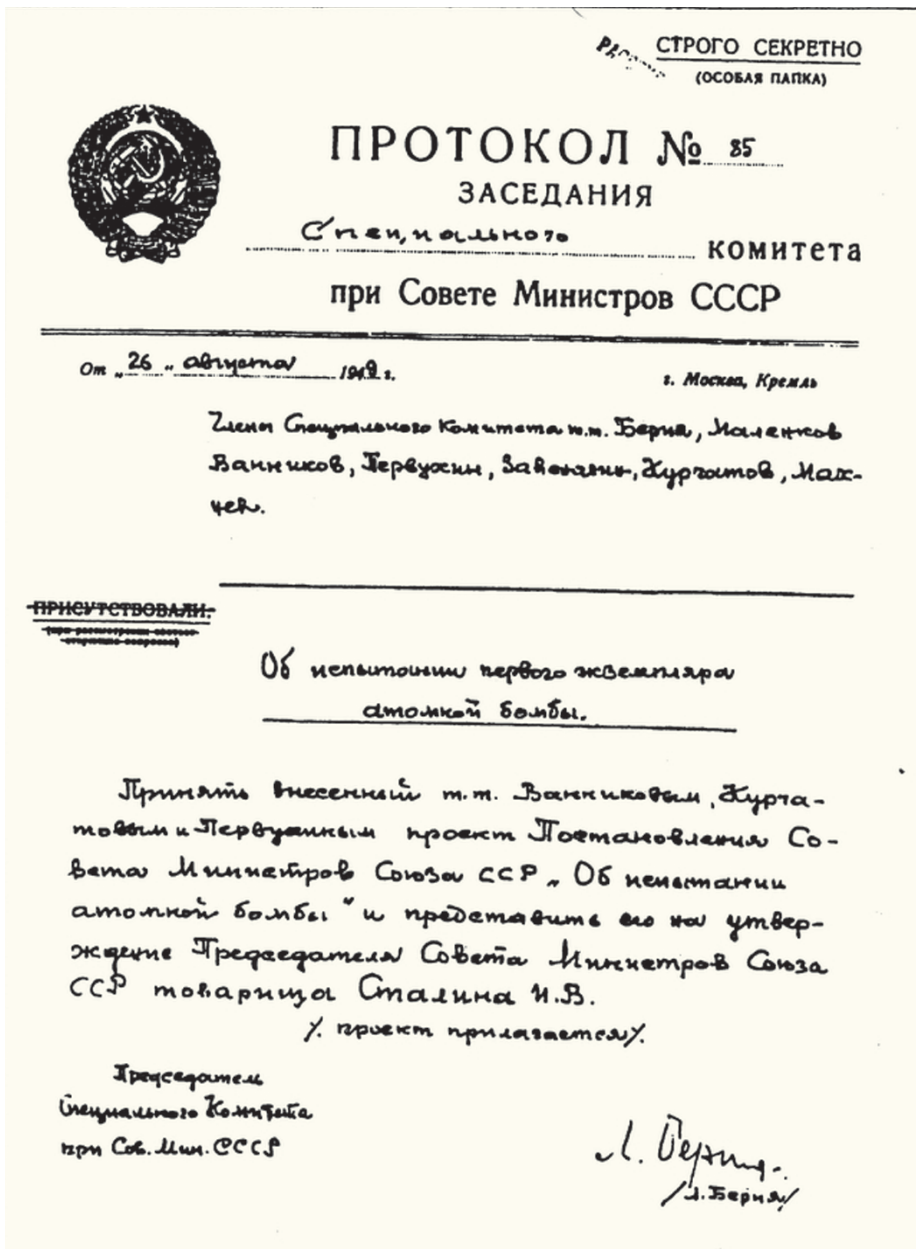 СТРОГО СЕКРЕТНО
(ОСОБАЯ ПАПКА)
ПРОТОКОЛ № 85
ЗАСЕДАНИЯ
Специального комитета
при Совете Министров СССР
От „26„ августа 1949 г.
г. Москва, Кремль
Члены Специального Комитета т.т. Берия, Маленков
Ванников, Первухин, Завенягин, Курчатов, Мах-
нев.
ПРИСУТСТВОВАЛИ:
Об испытании первого экземпляра
атомной бомбы.
Принять внесенный т.т. Ванниковым, Курча-
товым и Первухиным проект Постановления Со-
вета Министров Союза ССР „Об испытании
атомной бомбы" и представить его на утвер-
ждение Председателя Совета Министров Союза
ССР товарища Сталина И.В.
/. проект прилагается/.
Председатель
Специального Комитета
при Сов. Мин. СССР
Л. Берия.
/Л. Берия/